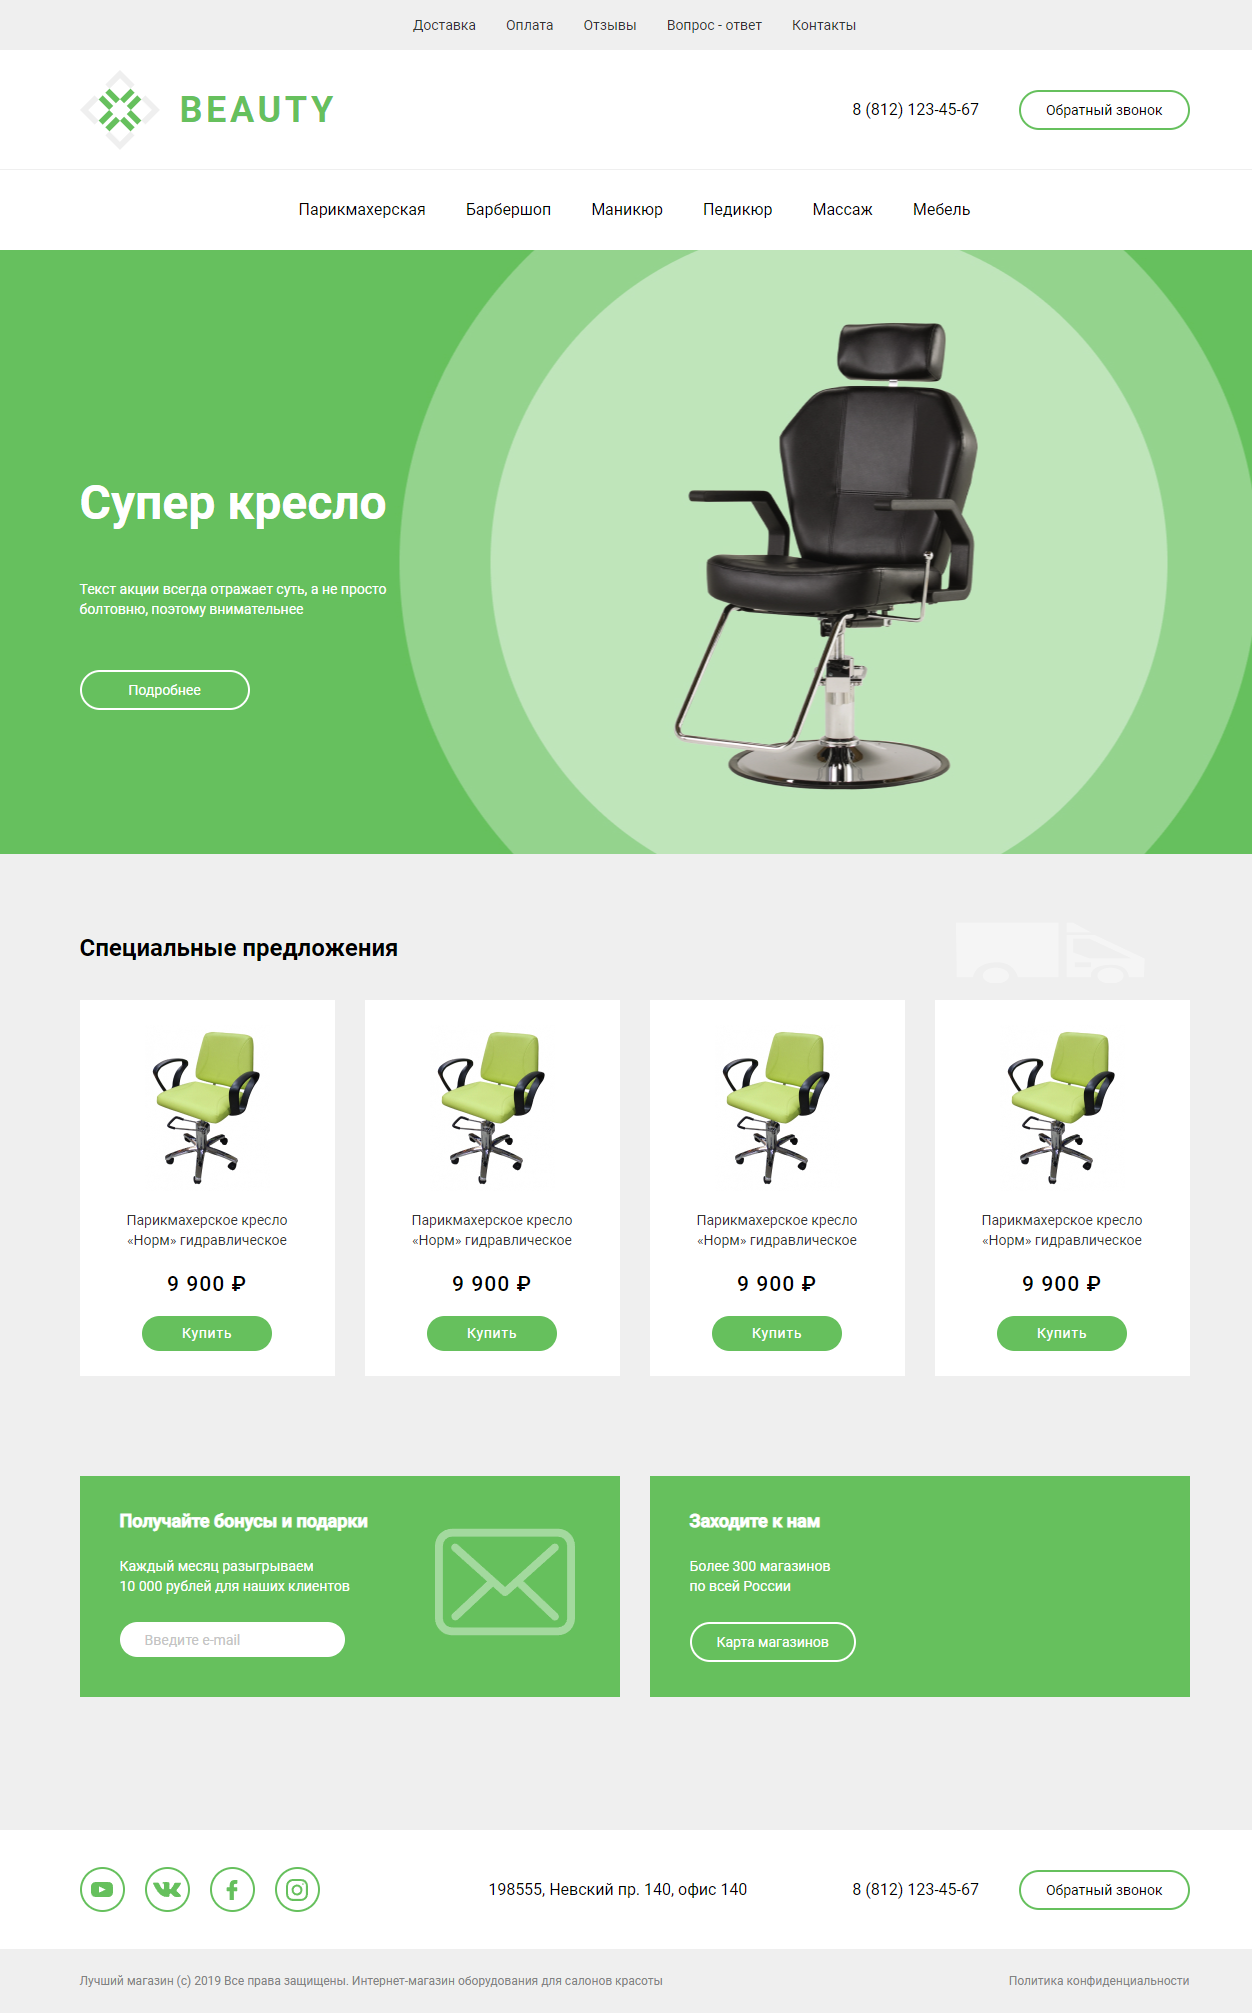 Доставка Оплата Отзывы Вопрос - ответ Контакты
BEAUTY
8 (812) 123-45-67
Обратный звонок
Парикмахерская Барбершоп Маникюр Педикюр Массаж Мебель
Супер кресло
Текст акции всегда отражает суть, а не просто
болтовню, поэтому внимательнее
Подробнее
Специальные предложения
Парикмахерское кресло
«Норм» гидравлическое
9 900 ₽
Купить
Парикмахерское кресло
«Норм» гидравлическое
9 900 ₽
Купить
Парикмахерское кресло
«Норм» гидравлическое
9 900 ₽
Купить
Парикмахерское кресло
«Норм» гидравлическое
9 900 ₽
Купить
Получайте бонусы и подарки
Каждый месяц разыгрываем
10 000 рублей для наших клиентов
Введите e-mail
Заходите к нам
Более 300 магазинов
по всей России
Карта магазинов
198555, Невский пр. 140, офис 140
8 (812) 123-45-67
Обратный звонок
Лучший магазин (с) 2019 Все права защищены. Интернет-магазин оборудования для салонов красоты
Политика конфиденциальности